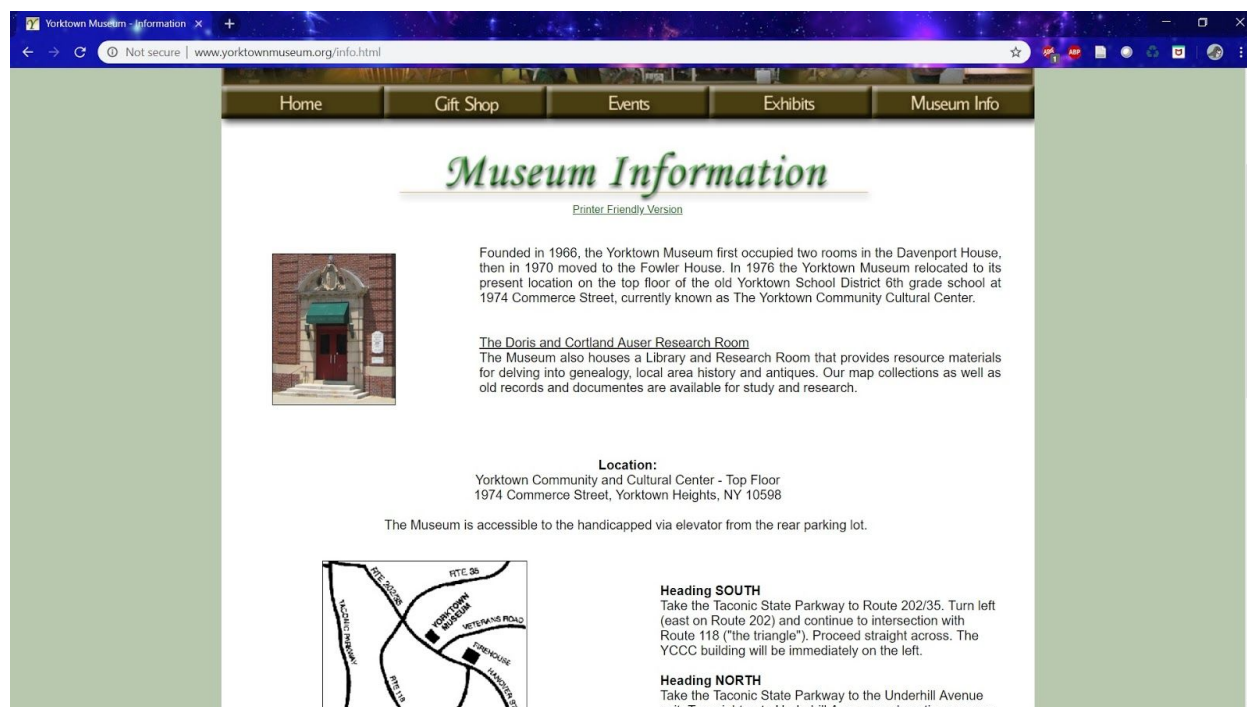 Yorktown Museum - Information
Not secure
www.yorktownmuseum.org/info.html
ABP
Home
Gift Shop
Events
Exhibits
Museum Info
Museum Information
Printer Friendly Version
Founded in 1966, the Yorktown Museum first occupied two rooms in the Davenport House,
then in 1970 moved to the Fowler House. In 1976 the Yorktown Museum relocated to its
present location on the top floor of the old Yorktown School District 6th grade school at
1974 Commerce Street, currently known as The Yorktown Community Cultural Center.
The Doris and Cortland Auser Research Room
The Museum also houses a Library and Research Room that provides resource materials
for delving into genealogy, local area history and antiques. Our map collections as well as
old records and documentes are available for study and research.
Location:
Yorktown Community and Cultural Center - Top Floor
1974 Commerce Street, Yorktown Heights, NY 10598
The Museum is accessible to the handicapped via elevator from the rear parking lot.
RTE 202/35
RTE 35
TACONIC PARKWAY
YORKTOWN
MUSEUM
VETERANS ROAD
FIREHOUSE
HANOVER
RTE 118
Heading SOUTH
Take the Taconic State Parkway to Route 202/35. Turn left
(east on Route 202) and continue to intersection with
Route 118 ("the triangle"). Proceed straight across. The
YCCC building will be immediately on the left.
Heading NORTH
Take the Taconic State Parkway to the Underhill Avenue